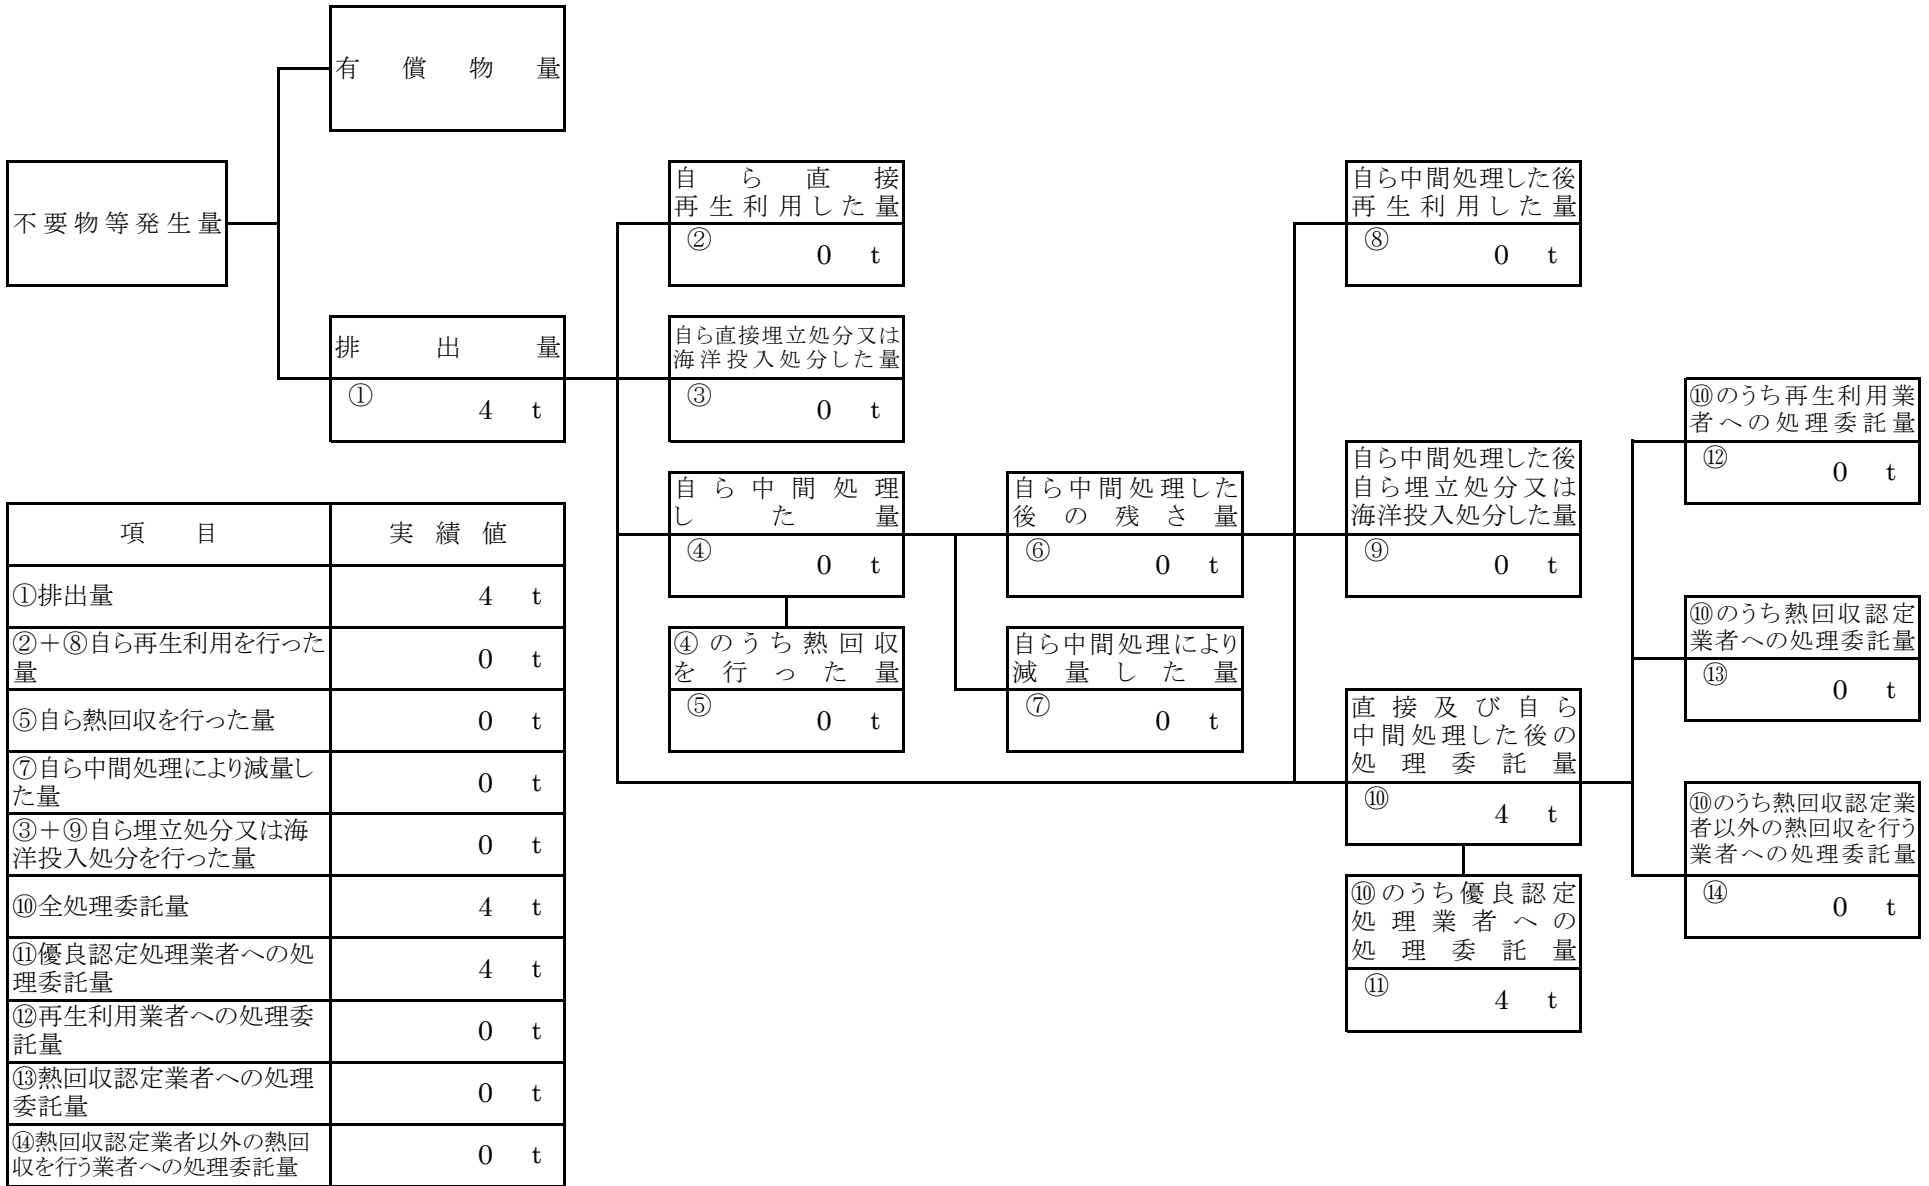 有償物量
不要物等発生量
排出量
①
4 t
自ら直接
再生利用した量
②
0 t
自ら直接埋立処分又は
海洋投入処分した量
③
0 t
自ら中間処理
した量
④
0 t
④のうち熱回収
を行った量
⑤
0 t
自ら中間処理した
後の残さ量
⑥
0 t
自ら中間処理により
減量した量
⑦
0 t
自ら中間処理した後
再生利用した量
⑧
0 t
自ら中間処理した後
自ら埋立処分又は
海洋投入処分した量
⑨
0 t
直接及び自ら
中間処理した後の
処理委託量
⑩
4 t
⑩のうち優良認定
処理業者への
処理委託量
⑪
4 t
⑩のうち再生利用業
者への処理委託量
⑫
0 t
⑩のうち熱回収認定
業者への処理委託量
⑬
0 t
⑩のうち熱回収認定業
者以外の熱回収を行う
業者への処理委託量
⑭
0 t
項目 実績値
①排出量 4 t
②+⑧自ら再生利用を行った
量 0 t
⑤自ら熱回収を行った量 0 t
⑦自ら中間処理により減量し
た量 0 t
③+⑨自ら埋立処分又は海
洋投入処分を行った量 0 t
⑩全処理委託量 4 t
⑪優良認定処理業者への処
理委託量 4 t
⑫再生利用業者への処理委
託量 0 t
⑬熱回収認定業者への処理
委託量 0 t
⑭熱回収認定業者以外の熱回
収を行う業者への処理委託量 0 t